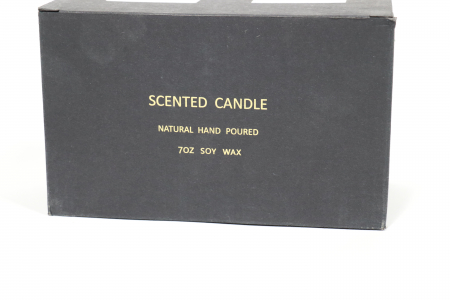 SCENTED CANDLE
NATURAL HAND POURED
7OZ SOY WAX